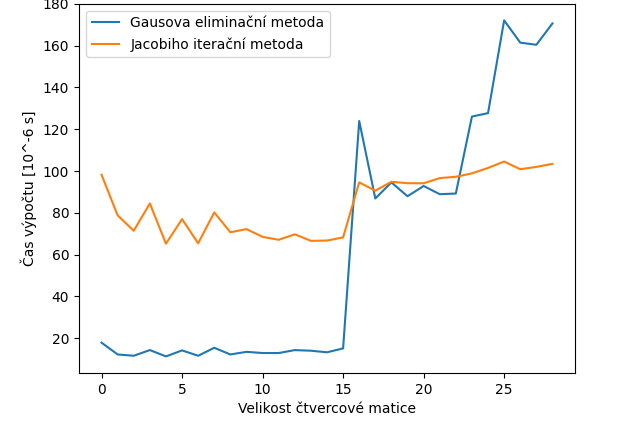 180
160
140
120
100
80
60
40
20
Čas výpočtu [10^-6 s]
Gausova eliminační metoda
Jacobiho iterační metoda
0 5 10 15 20 25
Velikost čtvercové matice